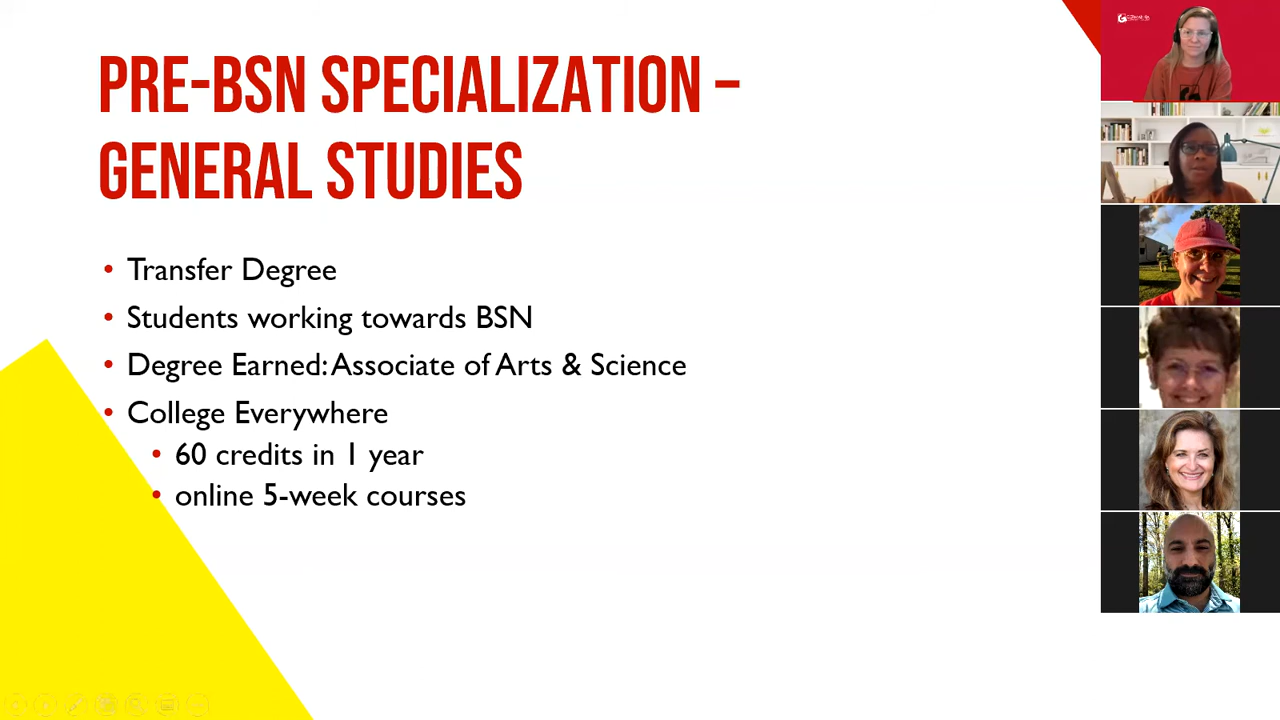 PRE-BSN SPECIALIZATION –
GENERAL STUDIES
• Transfer Degree
• Students working towards BSN
• Degree Earned: Associate of Arts & Science
• College Everywhere
• 60 credits in 1 year
• online 5-week courses